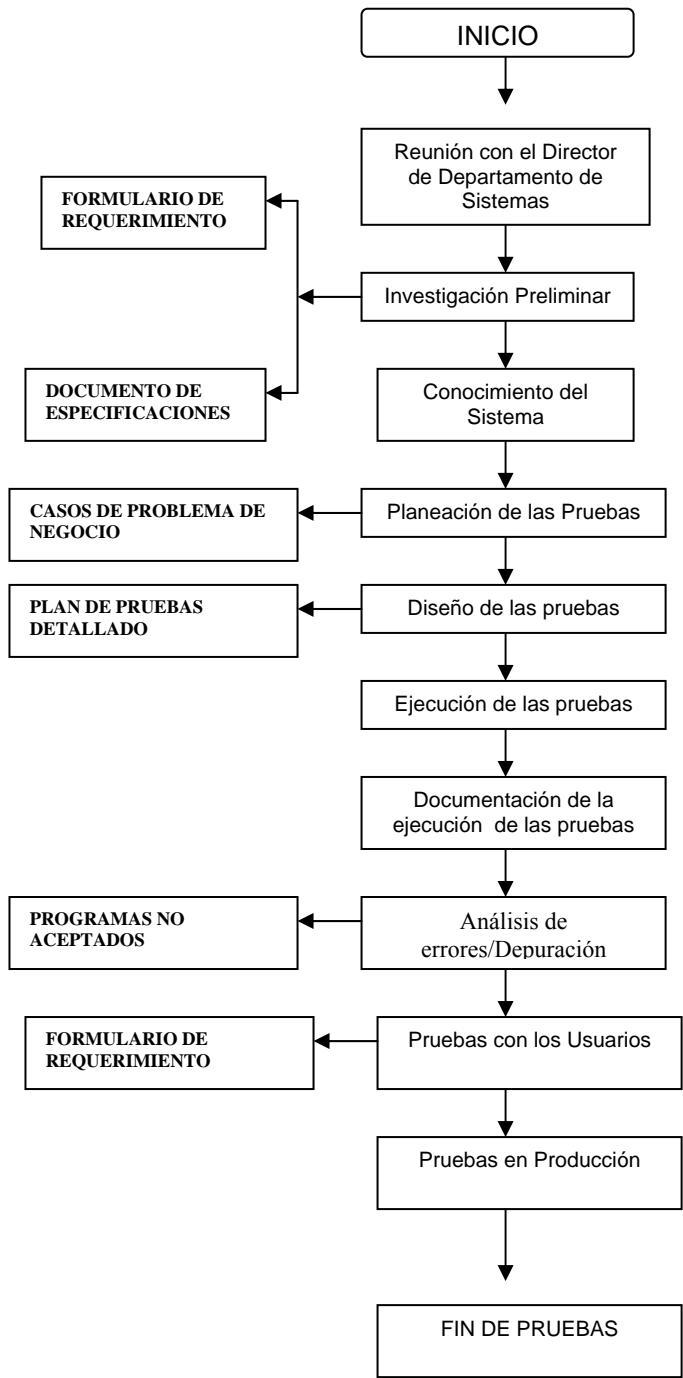 INICIO
Reunión con el Director
de Departamento de
Sistemas
FORMULARIO DE
REQUERIMIENTO
Investigación Preliminar
DOCUMENTO DE
ESPECIFICACIONES
Conocimiento del
Sistema
CASOS DE PROBLEMA DE
NEGOCIO
Planeación de las Pruebas
PLAN DE PRUEBAS
DETALLADO
Diseño de las pruebas
Ejecución de las pruebas
Documentación de la
ejecución de las pruebas
PROGRAMAS NO
ACEPTADOS
Análisis de
errores/Depuración
FORMULARIO DE
REQUERIMIENTO
Pruebas con los Usuarios
Pruebas en Producción
FIN DE PRUEBAS